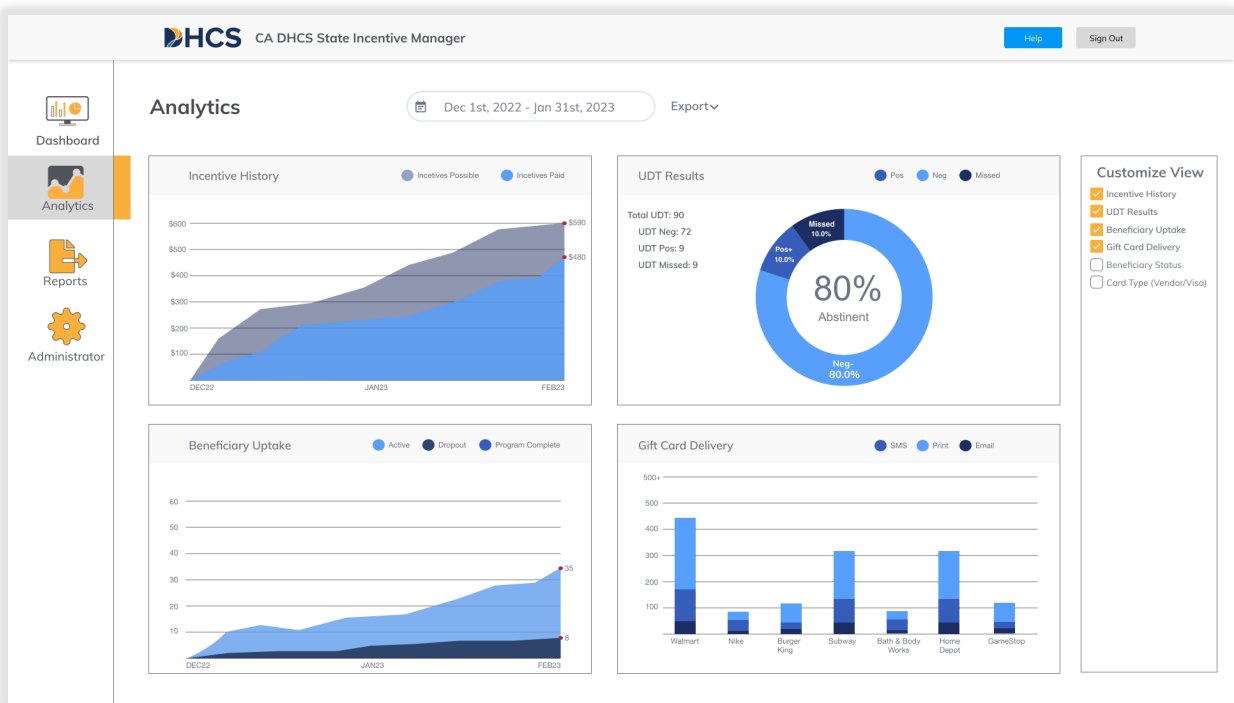 DHCS CA DHCS State Incentive Manager
Help
Sign Out
Dashboard
Analytics
Reports
Administrator
Analytics
Dec 1st, 2022 - Jan 31st, 2023
Export
Incentive History
Incetives Possible
Incetives Paid
$600
$500
$400
$300
$200
$100
$590
$480
DEC22
JAN23
FEB23
UDT Results
Pos
Neg
Missed
Total UDT: 90
UDT Neg: 72
UDT Pos: 9
UDT Missed: 9
Missed
10.0%
Pos+
10.0%
80%
Abstinent
Neg-
80.0%
Customize View
Incentive History
UDT Results
Beneficiary Uptake
Gift Card Delivery
Beneficiary Status
Card Type (Vendor/Visa)
Beneficiary Uptake
Active
Dropout
Program Complete
60
50
40
30
20
10
35
8
DEC22
JAN23
FEB23
Gift Card Delivery
SMS
Print
Email
500+
500
400
300
200
100
Walmart
Nike
Burger
King
Subway
Bath & Body
Works
Home
Depot
GameStop